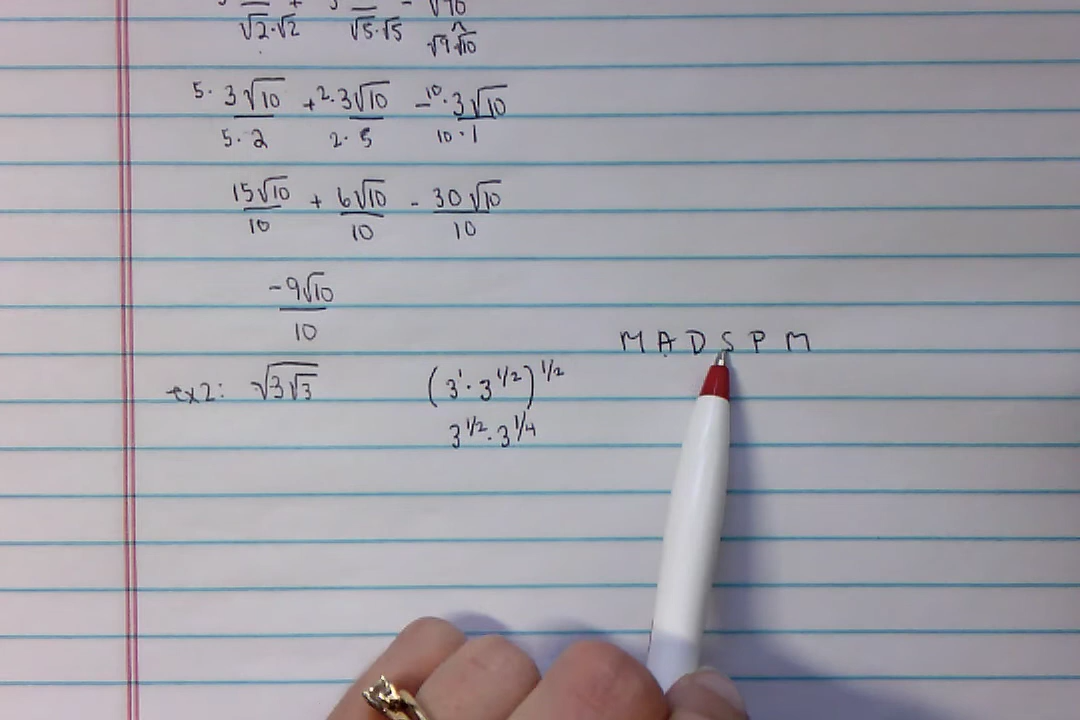 √2·√2 √5·√5 - √90
√9 √10
5· 3√10 + 2·3√10 - 10·3√10
5·2 2·5 10·1
15√10 + 6√10 - 30√10
10 10 10
-9√10
10
M A D S P M
ex2: √3√3 (3¹·3^1/2)^1/2
3^1/2·3^1/4